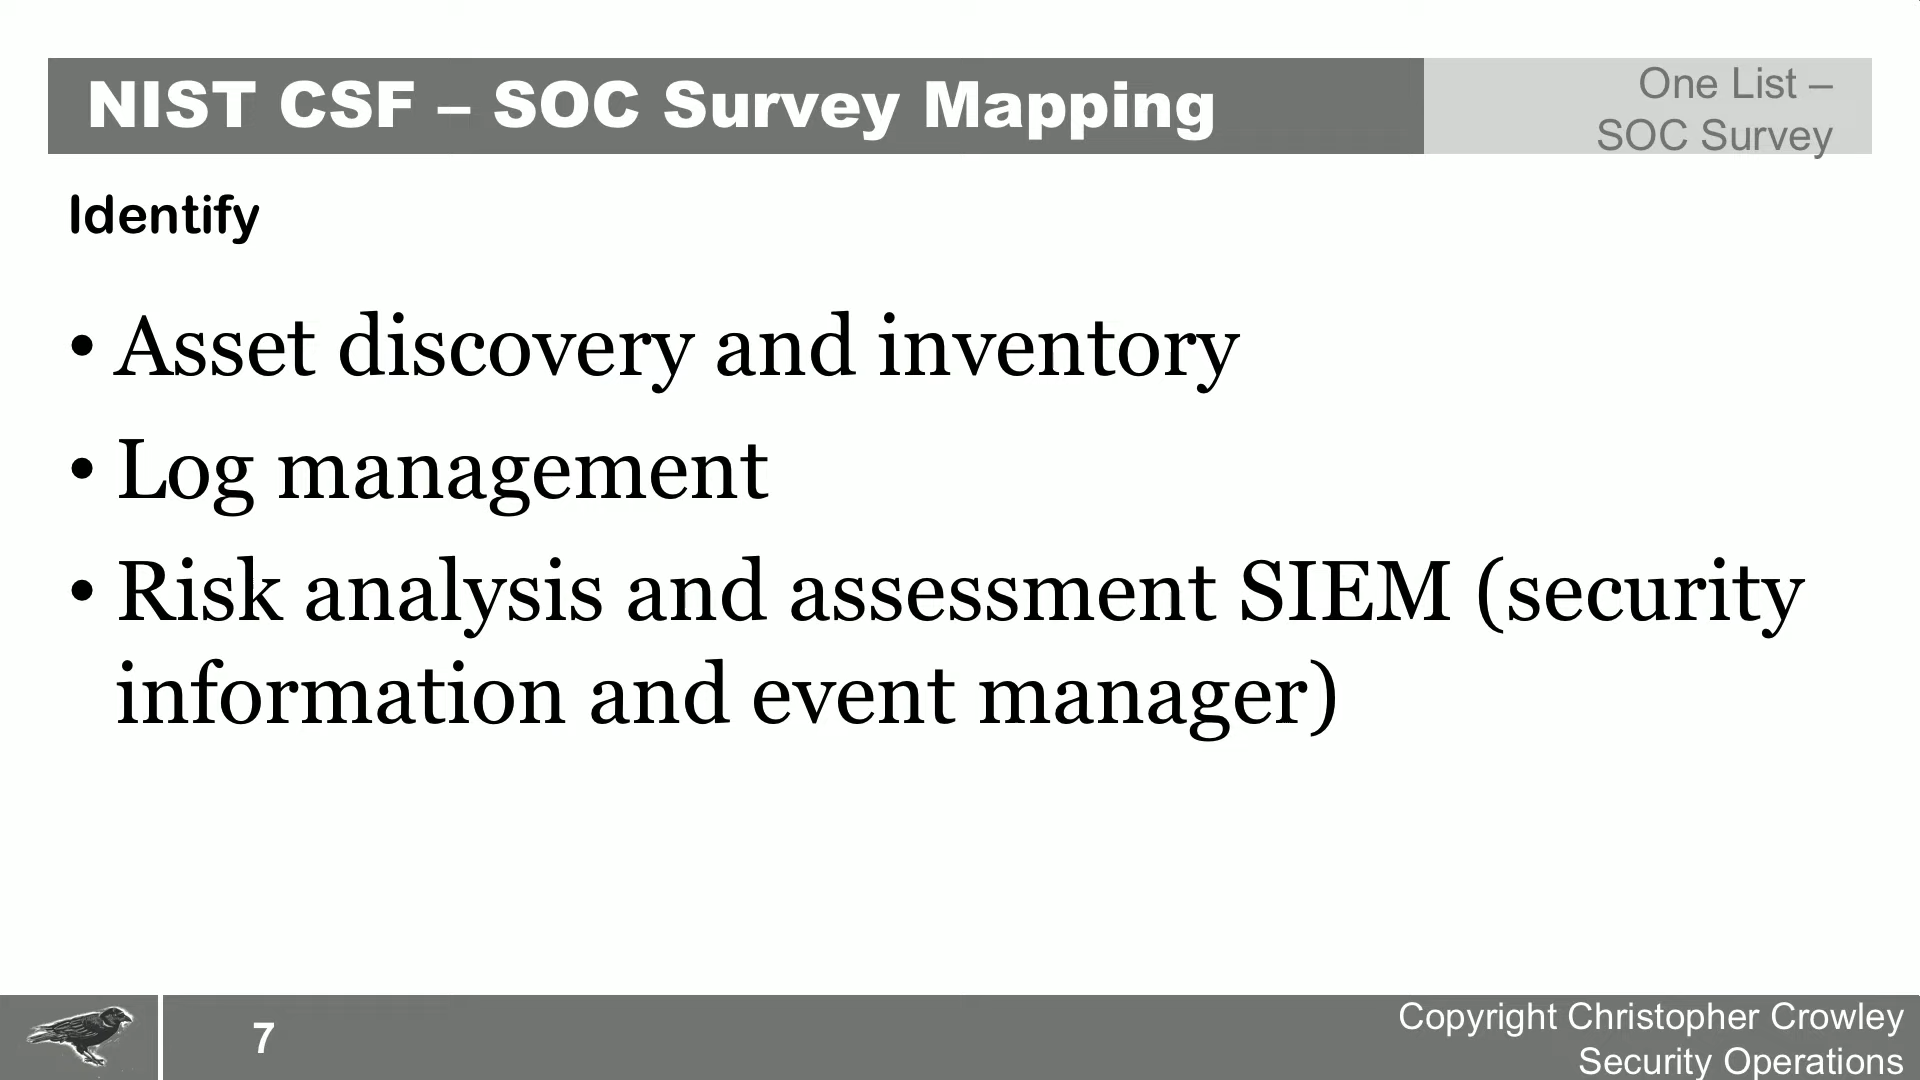 NIST CSF – SOC Survey Mapping
One List –
SOC Survey
Identify
• Asset discovery and inventory
• Log management
• Risk analysis and assessment SIEM (security
information and event manager)
7
Copyright Christopher Crowley
Security Operations